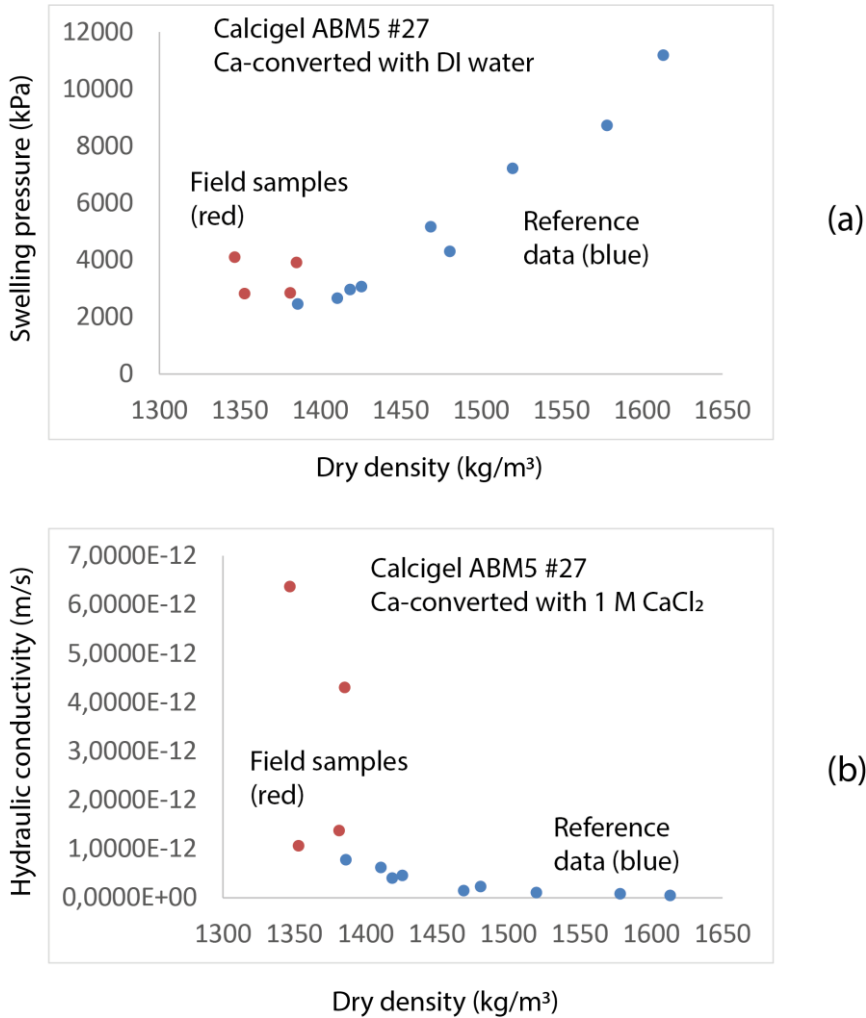 Calcigel ABM5 #27
Ca-converted with DI water
Swelling pressure (kPa)
12000
10000
8000
6000
4000
2000
0
Field samples
(red)
Reference
data (blue)
1300 1350 1400 1450 1500 1550 1600 1650
Dry density (kg/m³)
(a)
Calcigel ABM5 #27
Ca-converted with 1 M CaCl₂
Hydraulic conductivity (m/s)
7,0000E-12
6,0000E-12
5,0000E-12
4,0000E-12
3,0000E-12
2,0000E-12
1,0000E-12
0,0000E+00
Field samples
(red)
Reference
data (blue)
1300 1350 1400 1450 1500 1550 1600 1650
Dry density (kg/m³)
(b)